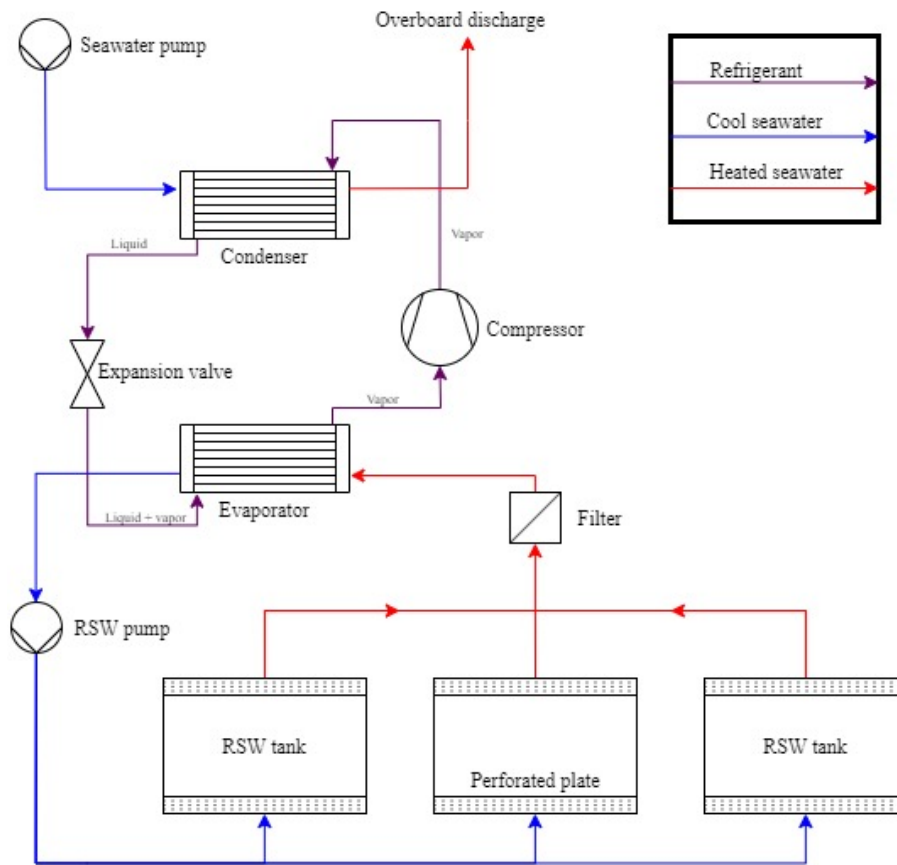 Overboard discharge
Seawater pump
Refrigerant
Cool seawater
Heated seawater
Liquid
Condenser
Vapor
Compressor
Expansion valve
Vapor
Evaporator
Liquid + vapor
Filter
RSW pump
RSW tank
RSW tank
Perforated plate